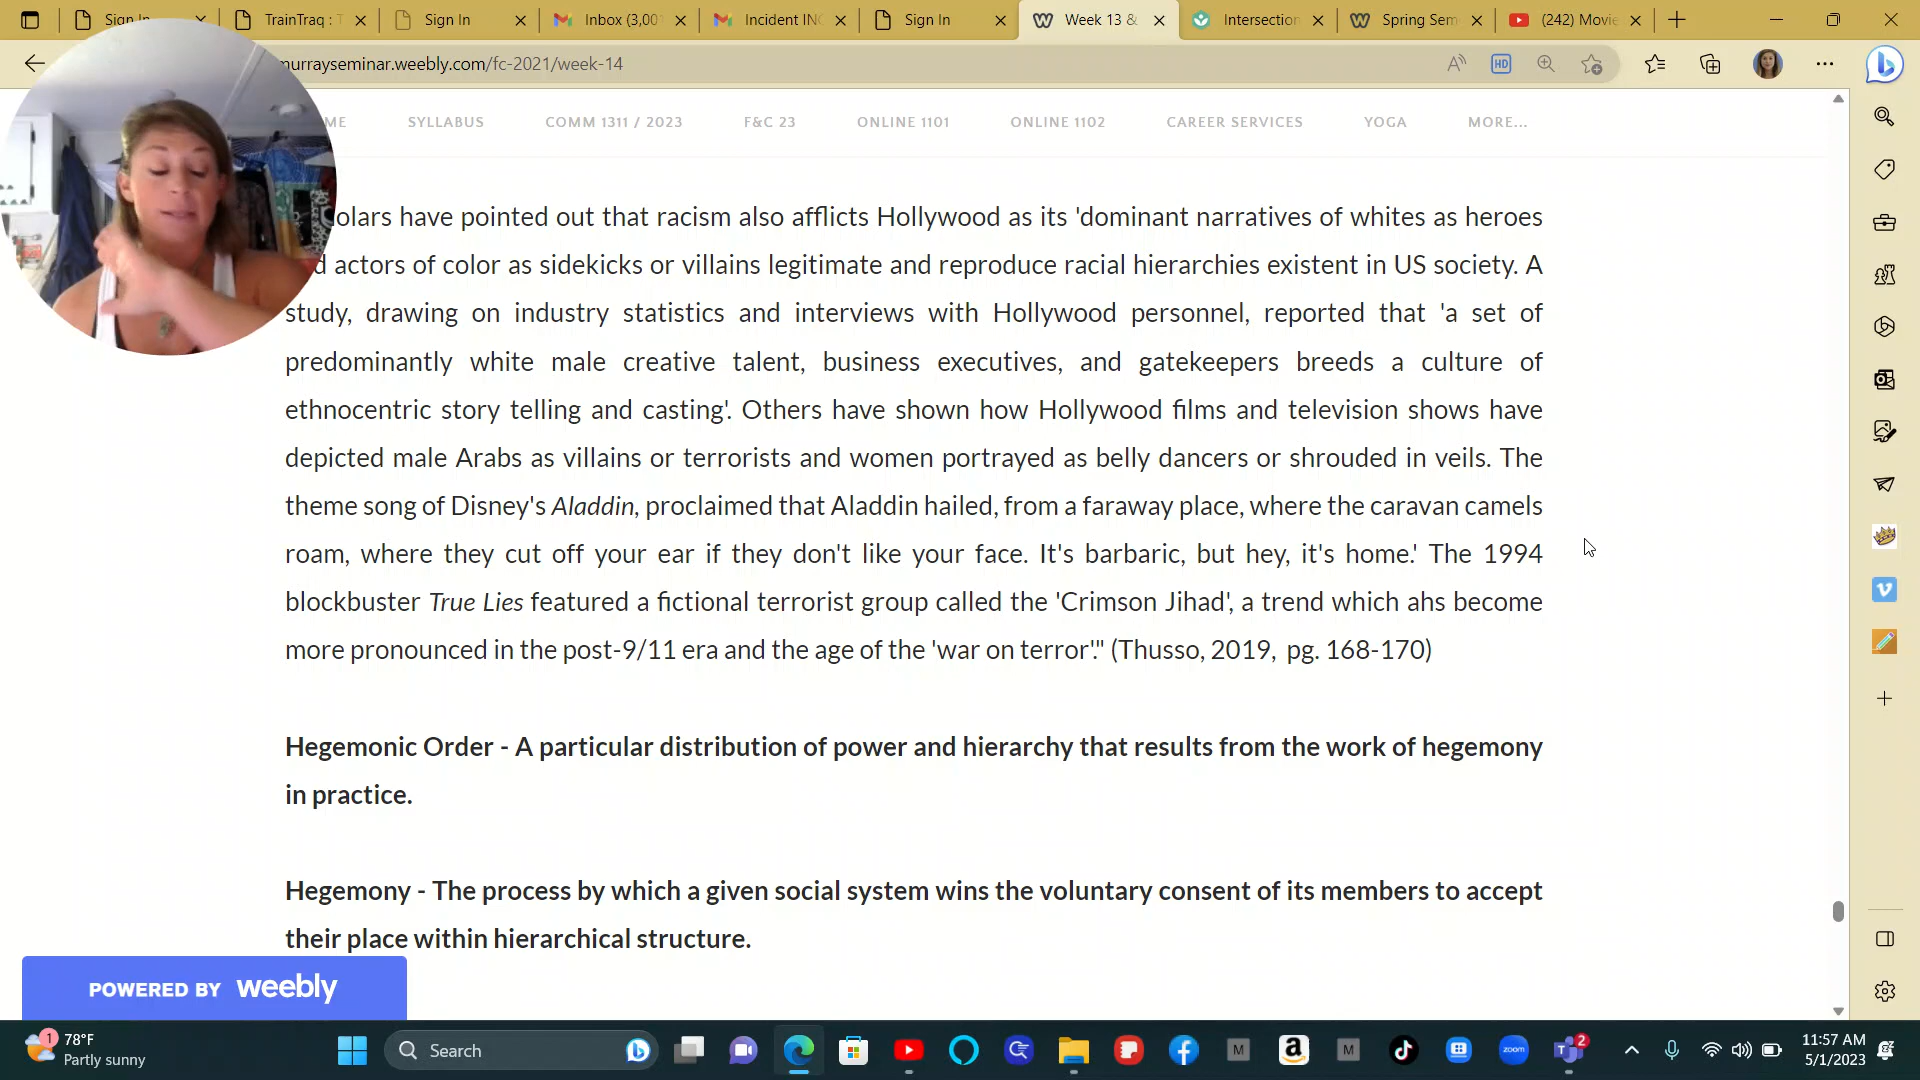 Sign In
TrainTraq : T
Sign In
Inbox (3,00
Incident IN
Sign In
Week 13 &
Intersection
Spring Sem
(242) Movie
murrayseminar.weebly.com/fc-2021/week-14
HD
ME
SYLLABUS
COMM 1311 / 2023
F&C 23
ONLINE 1101
ONLINE 1102
CAREER SERVICES
YOGA
MORE...
olars have pointed out that racism also afflicts Hollywood as its 'dominant narratives of whites as heroes
d actors of color as sidekicks or villains legitimate and reproduce racial hierarchies existent in US society. A
study, drawing on industry statistics and interviews with Hollywood personnel, reported that 'a set of
predominantly white male creative talent, business executives, and gatekeepers breeds a culture of
ethnocentric story telling and casting'. Others have shown how Hollywood films and television shows have
depicted male Arabs as villains or terrorists and women portrayed as belly dancers or shrouded in veils. The
theme song of Disney's Aladdin, proclaimed that Aladdin hailed, from a faraway place, where the caravan camels
roam, where they cut off your ear if they don't like your face. It's barbaric, but hey, it's home.' The 1994
blockbuster True Lies featured a fictional terrorist group called the 'Crimson Jihad', a trend which ahs become
more pronounced in the post-9/11 era and the age of the 'war on terror'." (Thusso, 2019, pg. 168-170)
Hegemonic Order - A particular distribution of power and hierarchy that results from the work of hegemony
in practice.
Hegemony - The process by which a given social system wins the voluntary consent of its members to accept
their place within hierarchical structure.
POWERED BY weebly
1
78°F
Partly sunny
Search
M
a
M
zoom
2
11:57 AM
5/1/2023